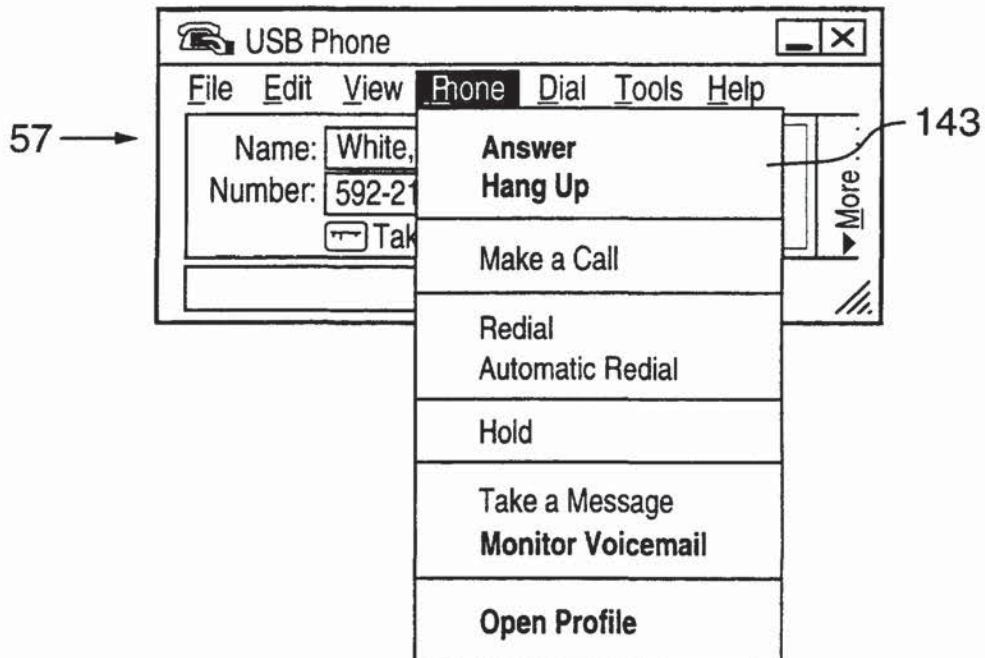 USB Phone
File Edit View Phone Dial Tools Help
57
143
Name: White,
Number: 592-21
Tak
More...
Answer
Hang Up
Make a Call
Redial
Automatic Redial
Hold
Take a Message
Monitor Voicemail
Open Profile